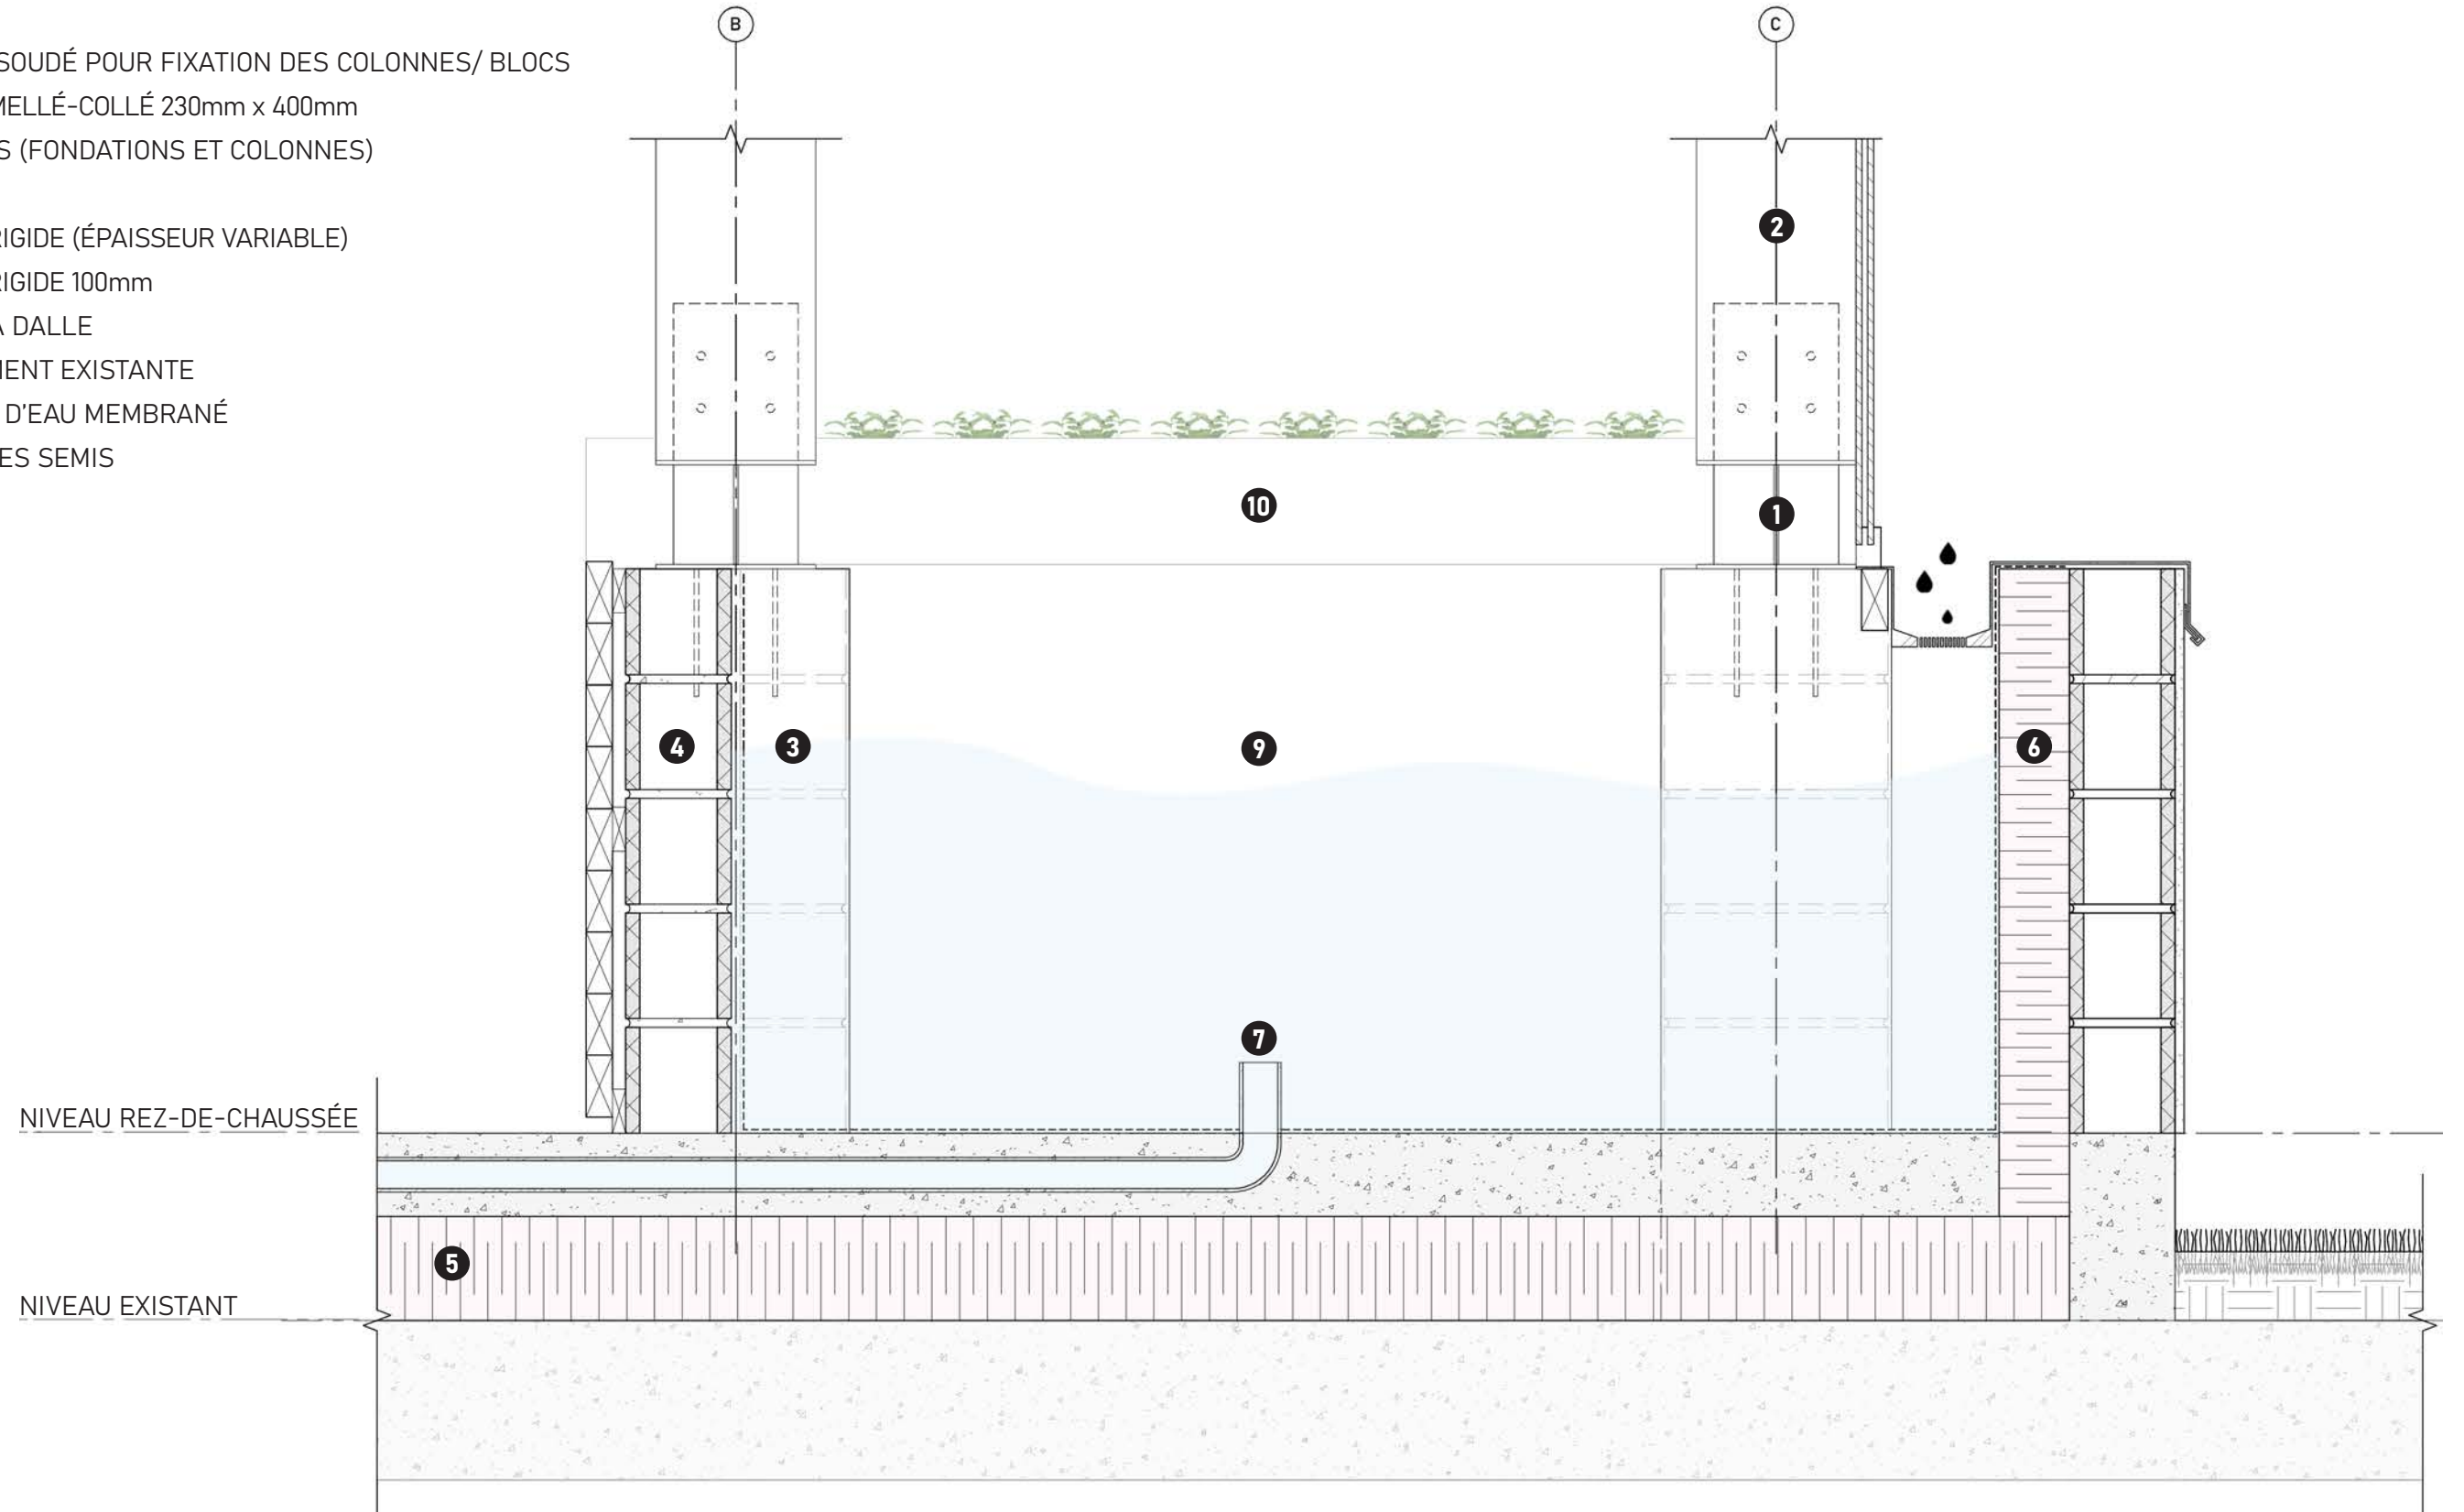 B
C
SOUDÉ POUR FIXATION DES COLONNES/ BLOCS
MELLÉ-COLLÉ 230mm x 400mm
S (FONDATIONS ET COLONNES)
RIGIDE (ÉPAISSEUR VARIABLE)
RIGIDE 100mm
A DALLE
MENT EXISTANTE
D'EAU MEMBRANÉ
ES SEMIS
2
10
1
4
3
9
6
7
NIVEAU REZ-DE-CHAUSSÉE
5
NIVEAU EXISTANT